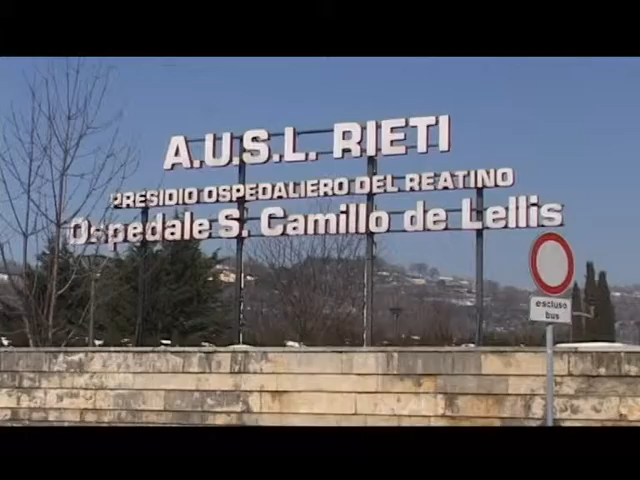 A.U.S.L. RIETI
PRESIDIO OSPEDALIERO DEL REATINO
Ospedale S. Camillo de Lellis
escluso
bus